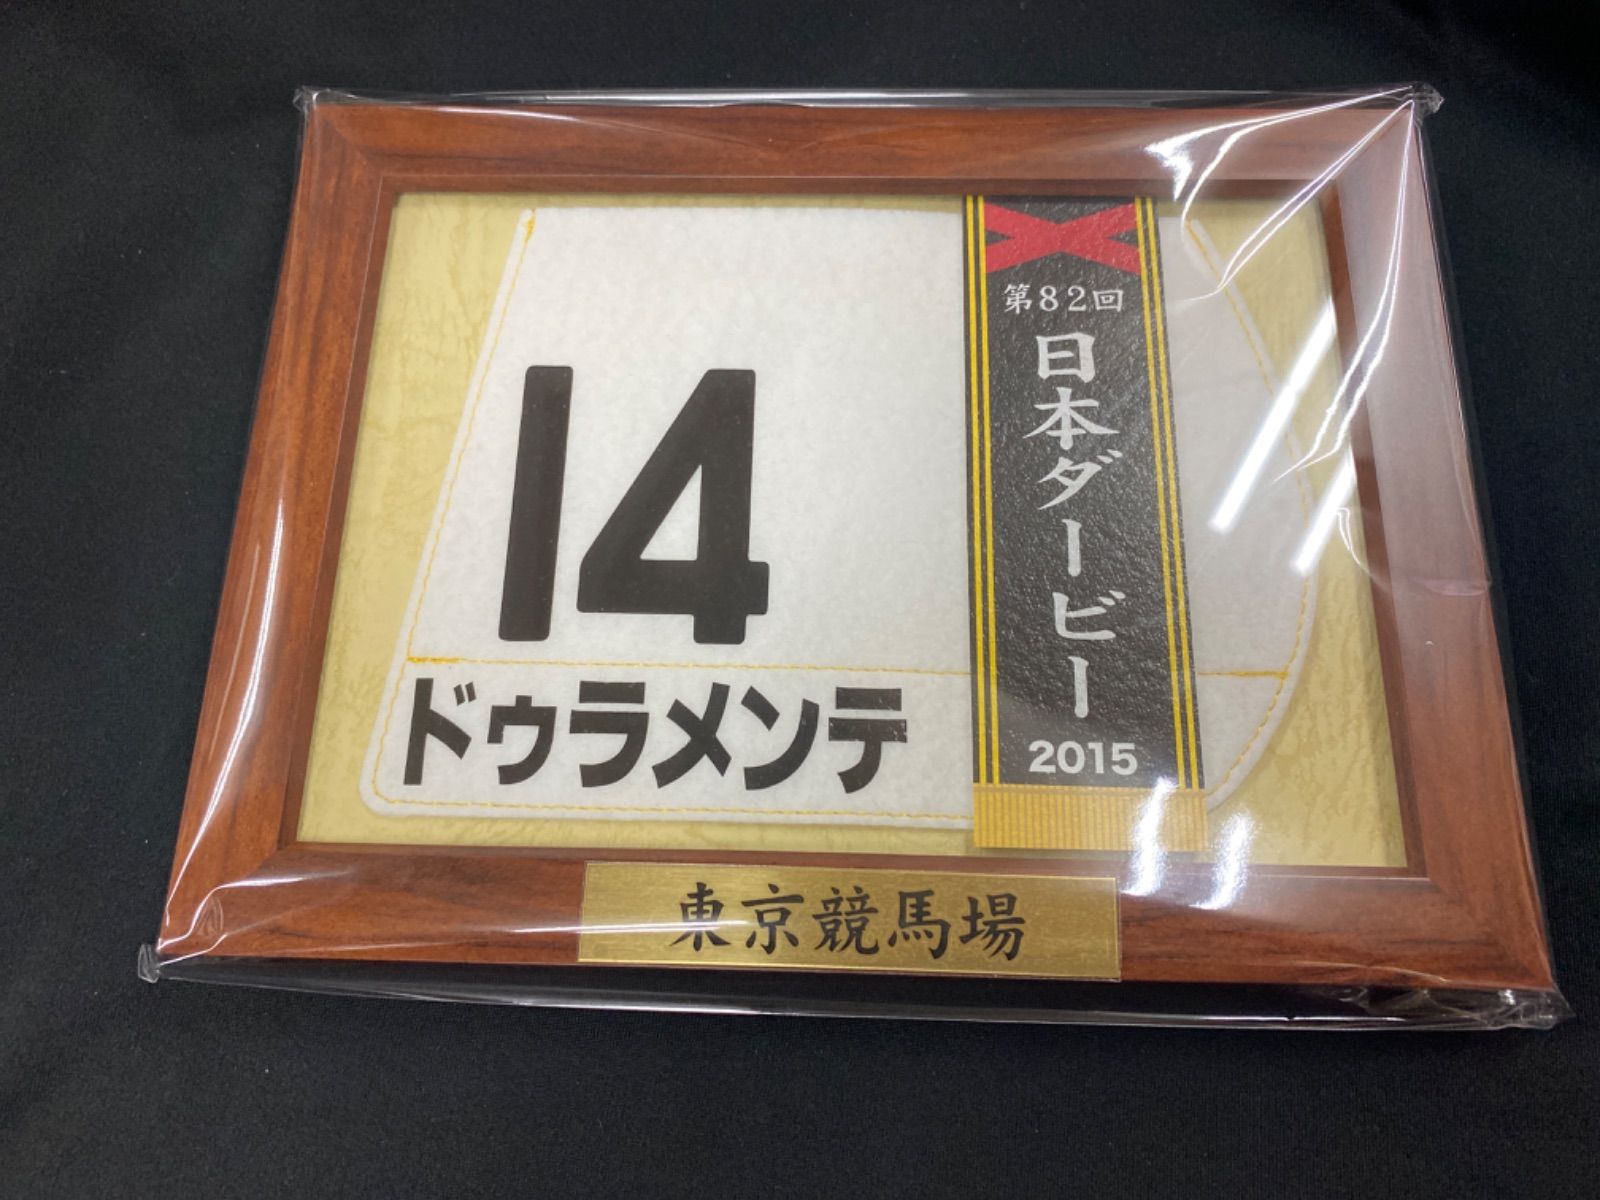 14
ドゥラメンテ
第82回
日本ダービー
2015
東京競馬場